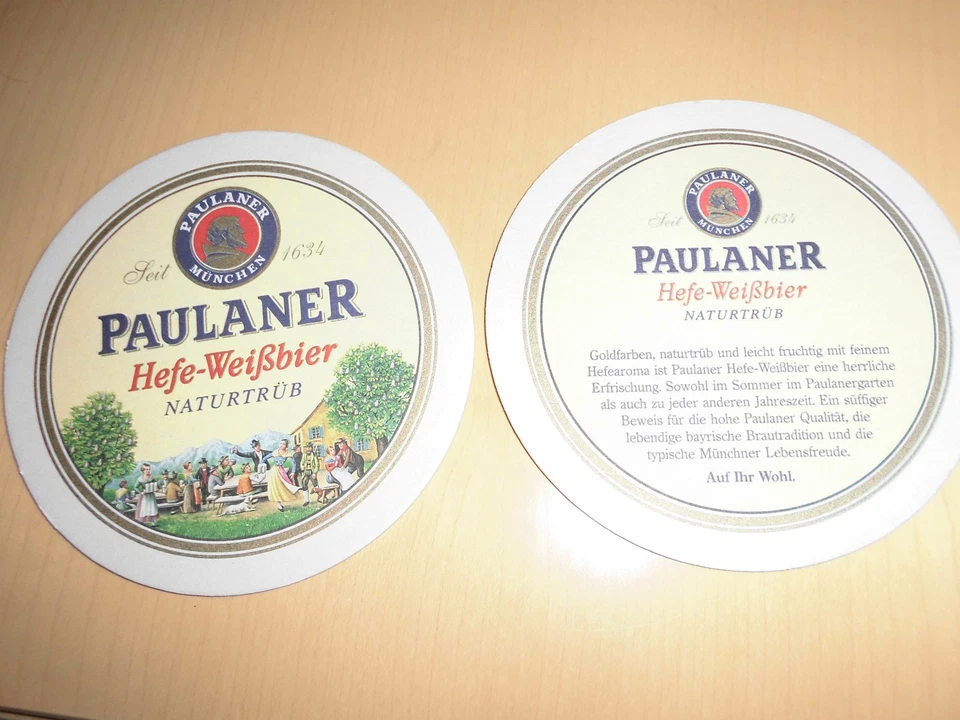 PAULANER
MÜNCHEN
Seit 1634
PAULANER
Hefe-Weißbier
NATURTRÜB
PAULANER
MÜNCHEN
Seit 1634
PAULANER
Hefe-Weißbier
NATURTRÜB
Goldfarben, naturtrüb und leicht fruchtig mit feinem
Hefearoma ist Paulaner Hefe-Weißbier eine herrliche
Erfrischung. Sowohl im Sommer im Paulanergarten
als auch zu jeder anderen Jahreszeit. Ein süffiger
Beweis für die hohe Paulaner Qualität, die
lebendige bayrische Brautradition und die
typische Münchner Lebensfreude.
Auf Ihr Wohl.